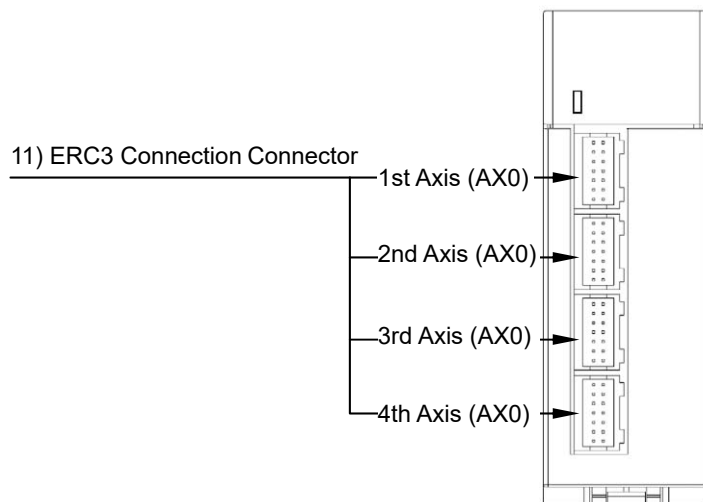 11) ERC3 Connection Connector
1st Axis (AX0)
2nd Axis (AX0)
3rd Axis (AX0)
4th Axis (AX0)